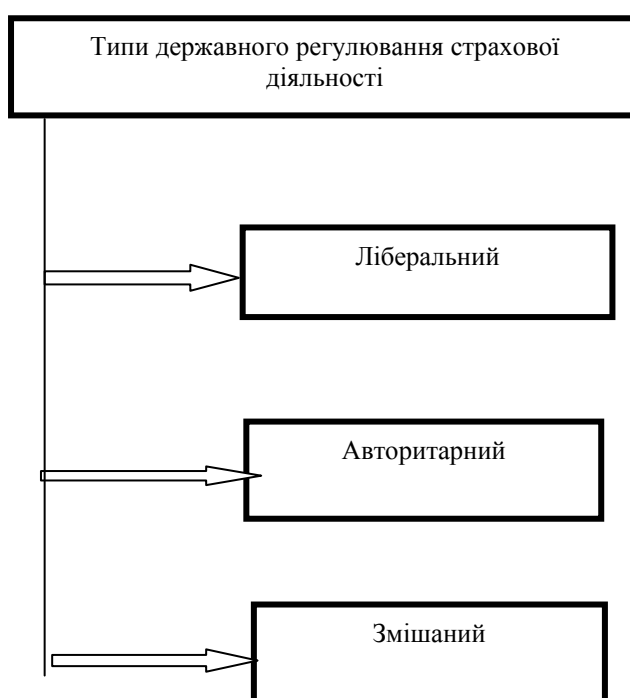 Типи державного регулювання страхової
діяльності
Ліберальний
Авторитарний
Змішаний